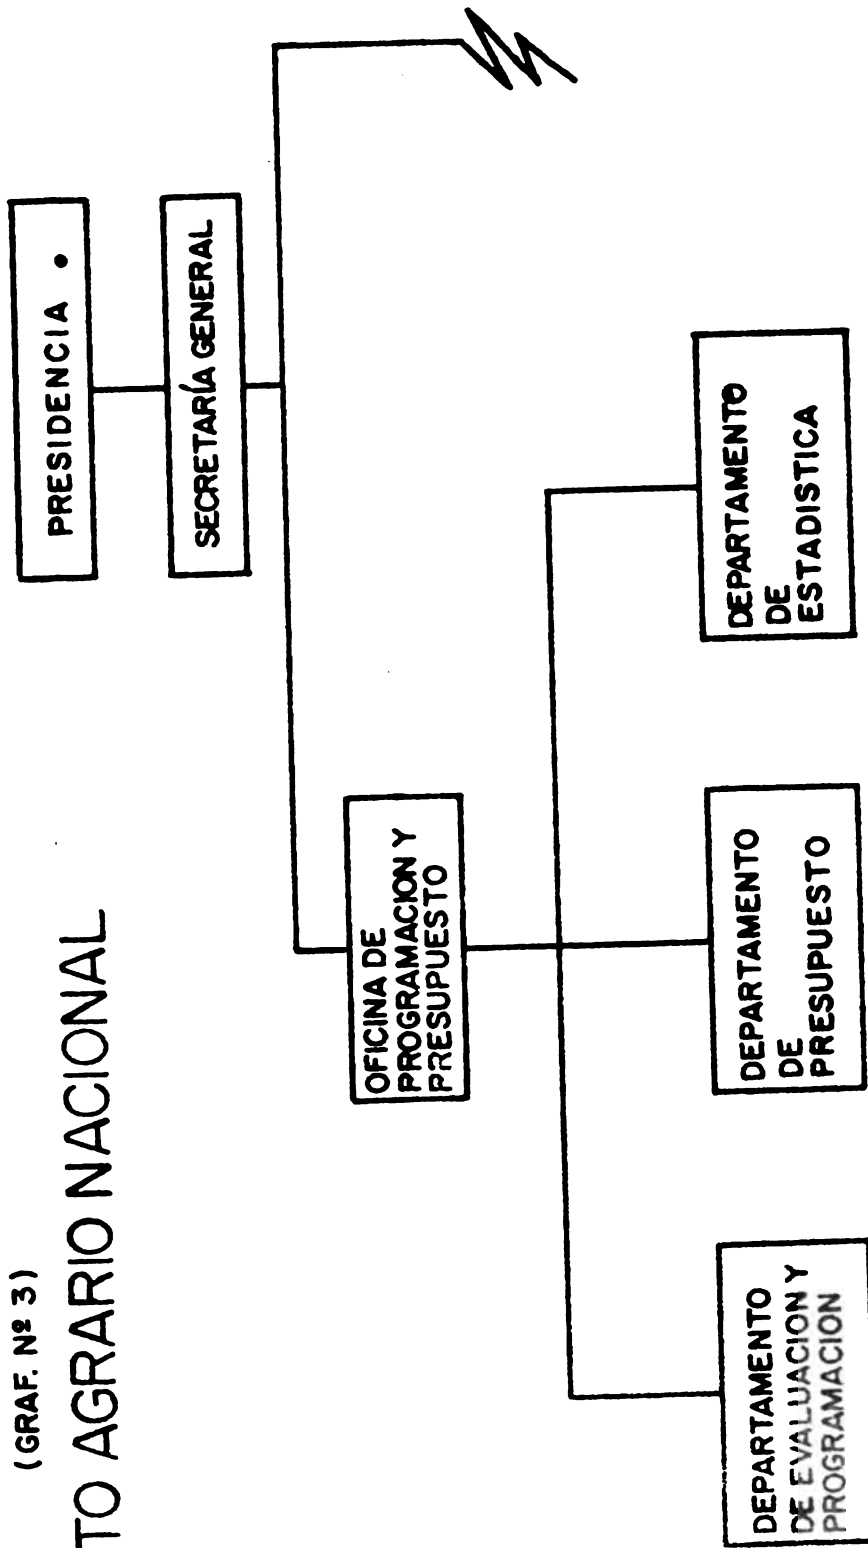 (GRAF. Nº 3)
TO AGRARIO NACIONAL
PRESIDENCIA
SECRETARÍA GENERAL
OFICINA DE
PROGRAMACION Y
PRESUPUESTO
DEPARTAMENTO
DE EVALUACION Y
PROGRAMACION
DEPARTAMENTO
DE
PRESUPUESTO
DEPARTAMENTO
DE
ESTADISTICA